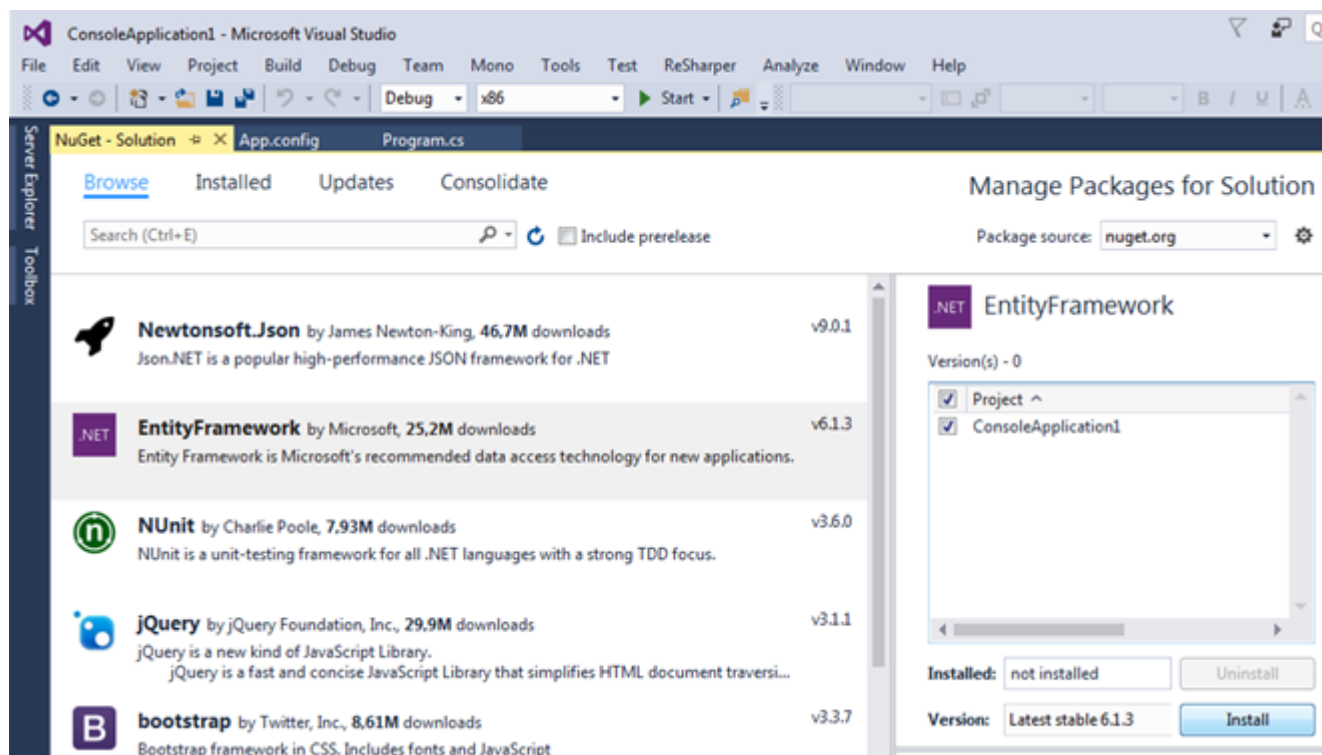 ConsoleApplication1 - Microsoft Visual Studio
File Edit View Project Build Debug Team Mono Tools Test ReSharper Analyze Window Help
Debug x86 Start B I U A
Server Explorer
Toolbox
NuGet - Solution App.config Program.cs
Browse Installed Updates Consolidate
Manage Packages for Solution
Search (Ctrl+E) Include prerelease
Package source: nuget.org
Newtonsoft.Json by James Newton-King, 46,7M downloads v9.0.1
Json.NET is a popular high-performance JSON framework for .NET
.NET EntityFramework by Microsoft, 25,2M downloads v6.1.3
Entity Framework is Microsoft's recommended data access technology for new applications.
n NUnit by Charlie Poole, 7,93M downloads v3.6.0
NUnit is a unit-testing framework for all .NET languages with a strong TDD focus.
jQuery by jQuery Foundation, Inc., 29,9M downloads v3.1.1
jQuery is a new kind of JavaScript Library.
jQuery is a fast and concise JavaScript Library that simplifies HTML document traversi...
B bootstrap by Twitter, Inc., 8,61M downloads v3.3.7
Bootstrap framework in CSS. Includes fonts and JavaScript
.NET EntityFramework
Version(s) - 0
Project
ConsoleApplication1
Installed: not installed Uninstall
Version: Latest stable 6.1.3 Install